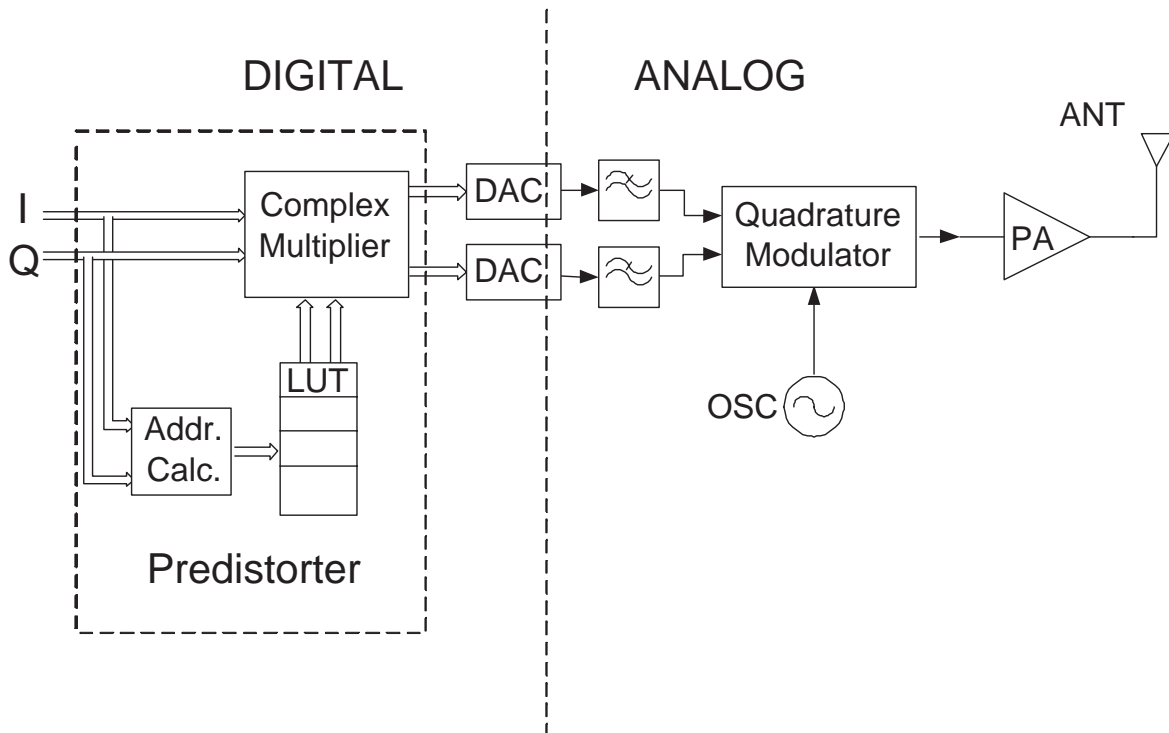 DIGITAL
ANALOG
ANT
I
Q
Complex
Multiplier
DAC
DAC
Quadrature
Modulator
PA
LUT
OSC
Addr.
Calc.
Predistorter